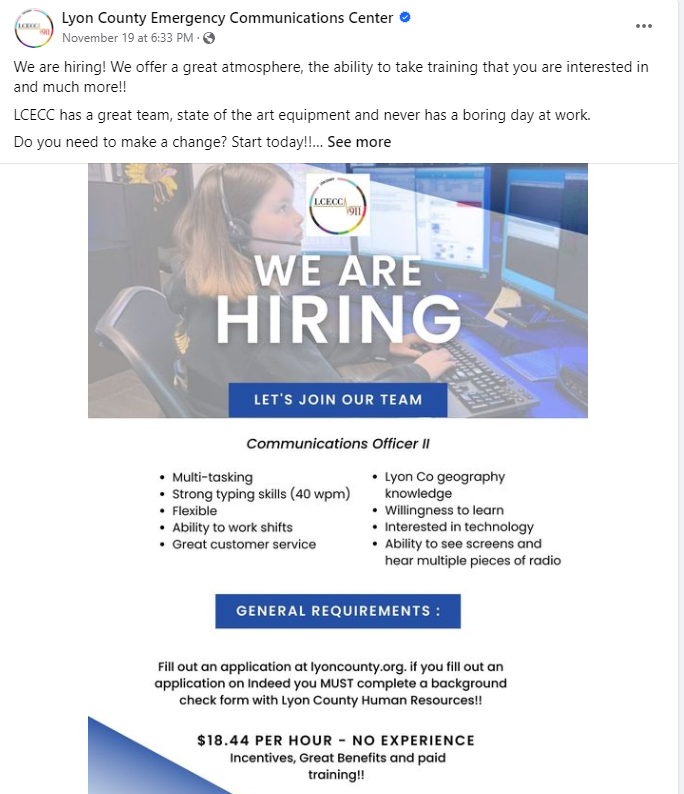 Lyon County Emergency Communications Center
November 19 at 6:33 PM ·
We are hiring! We offer a great atmosphere, the ability to take training that you are interested in
and much more!!
LCECC has a great team, state of the art equipment and never has a boring day at work.
Do you need to make a change? Start today!!... See more
LCECC
911
WE ARE
HIRING
LET'S JOIN OUR TEAM
Communications Officer II
• Multi-tasking
• Strong typing skills (40 wpm)
• Flexible
• Ability to work shifts
• Great customer service
• Lyon Co geography
knowledge
• Willingness to learn
• Interested in technology
• Ability to see screens and
hear multiple pieces of radio
GENERAL REQUIREMENTS :
Fill out an application at lyoncounty.org. if you fill out an
application on Indeed you MUST complete a background
check form with Lyon County Human Resources!!
$18.44 PER HOUR - NO EXPERIENCE
Incentives, Great Benefits and paid
training!!